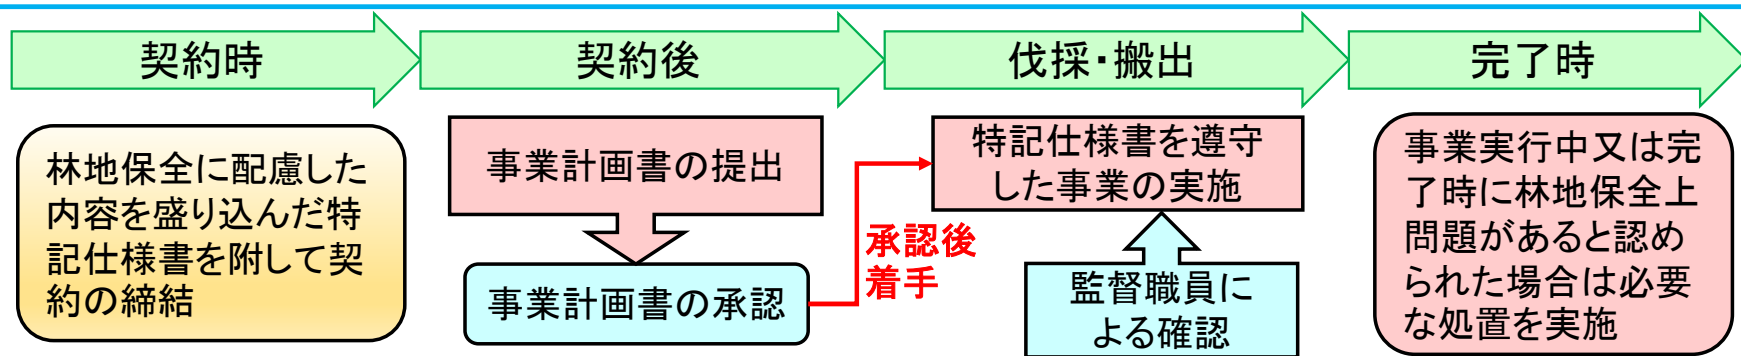 契約時
契約後
伐採・搬出
完了時
林地保全に配慮した
内容を盛り込んだ特
記仕様書を附して契
約の締結
事業計画書の提出
事業計画書の承認
承認後
着手
特記仕様書を遵守
した事業の実施
監督職員に
よる確認
事業実行中又は完
了時に林地保全上
問題があると認め
られた場合は必要
な処置を実施